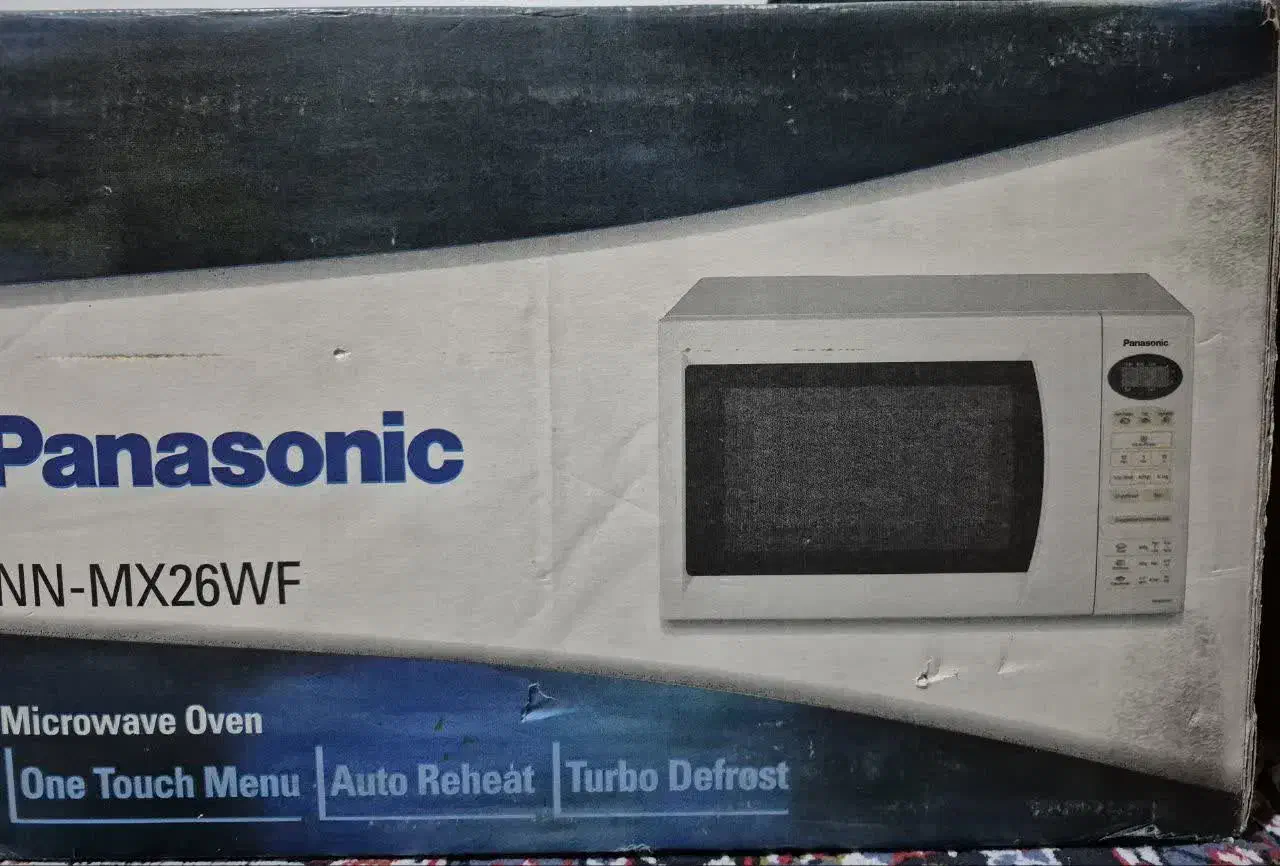 Panasonic
Panasonic
NN-MX26WF
Microwave Oven
One Touch Menu
Auto Reheat
Turbo Defrost